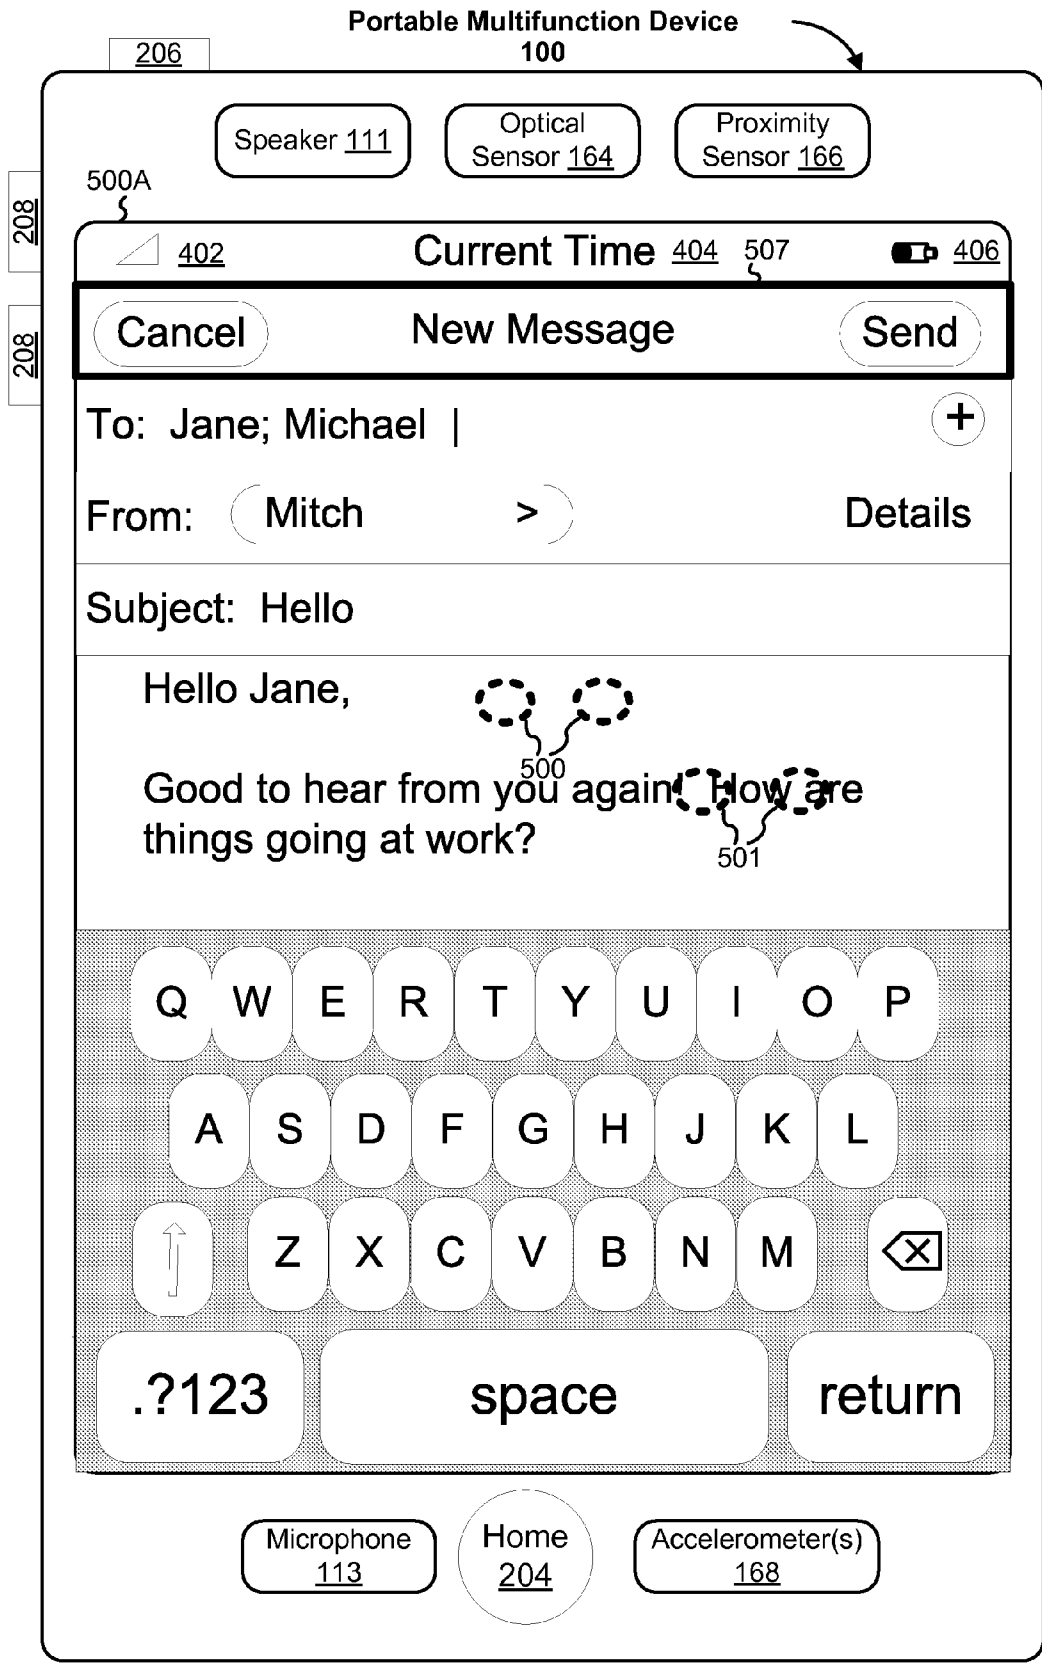 Portable Multifunction Device
100
206
Speaker 111
Optical
Sensor 164
Proximity
Sensor 166
208
500A
402
Current Time 404
507
406
208
Cancel
New Message
Send
To: Jane; Michael |
+
From: Mitch >
Details
Subject: Hello
Hello Jane,
500
Good to hear from you again! How are
things going at work?
501
Q W E R T Y U I O P
A S D F G H J K L
Z X C V B N M
.?123
space
return
Microphone
113
Home
204
Accelerometer(s)
168